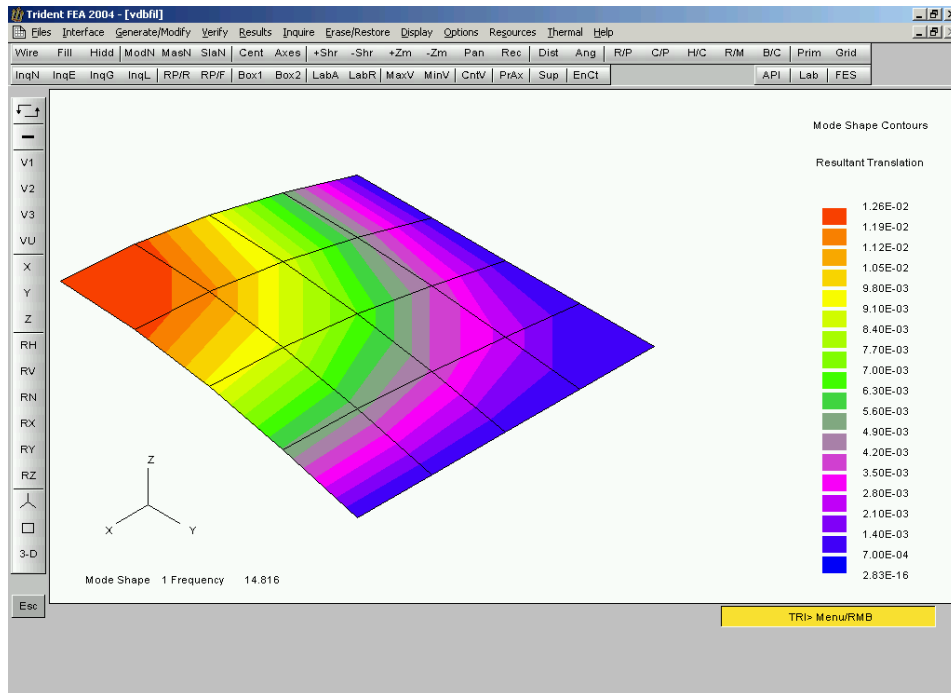 Trident FEA 2004 - [vdbfil]
Files Interface Generate/Modify Verify Results Inquire Erase/Restore Display Options Resources Thermal Help
Wire Fill Hidd ModN MasN SlaN Cent Axes +Shr -Shr +Zm -Zm Pan Rec Dist Ang R/P C/P H/C R/M B/C Prim Grid
InqN InqE InqG InqL RP/R RP/F Box1 Box2 LabA LabR MaxV MinV CntV PrAx Sup EnCt API Lab FES
V1
V2
V3
VU
X
Y
Z
RH
RV
RN
RX
RY
RZ
3-D
Esc
Mode Shape Contours
Resultant Translation
1.26E-02
1.19E-02
1.12E-02
1.05E-02
9.80E-03
9.10E-03
8.40E-03
7.70E-03
7.00E-03
6.30E-03
5.60E-03
4.90E-03
4.20E-03
3.50E-03
2.80E-03
2.10E-03
1.40E-03
7.00E-04
2.83E-16
Z
X
Y
Mode Shape 1 Frequency 14.816
TRI> Menu/RMB